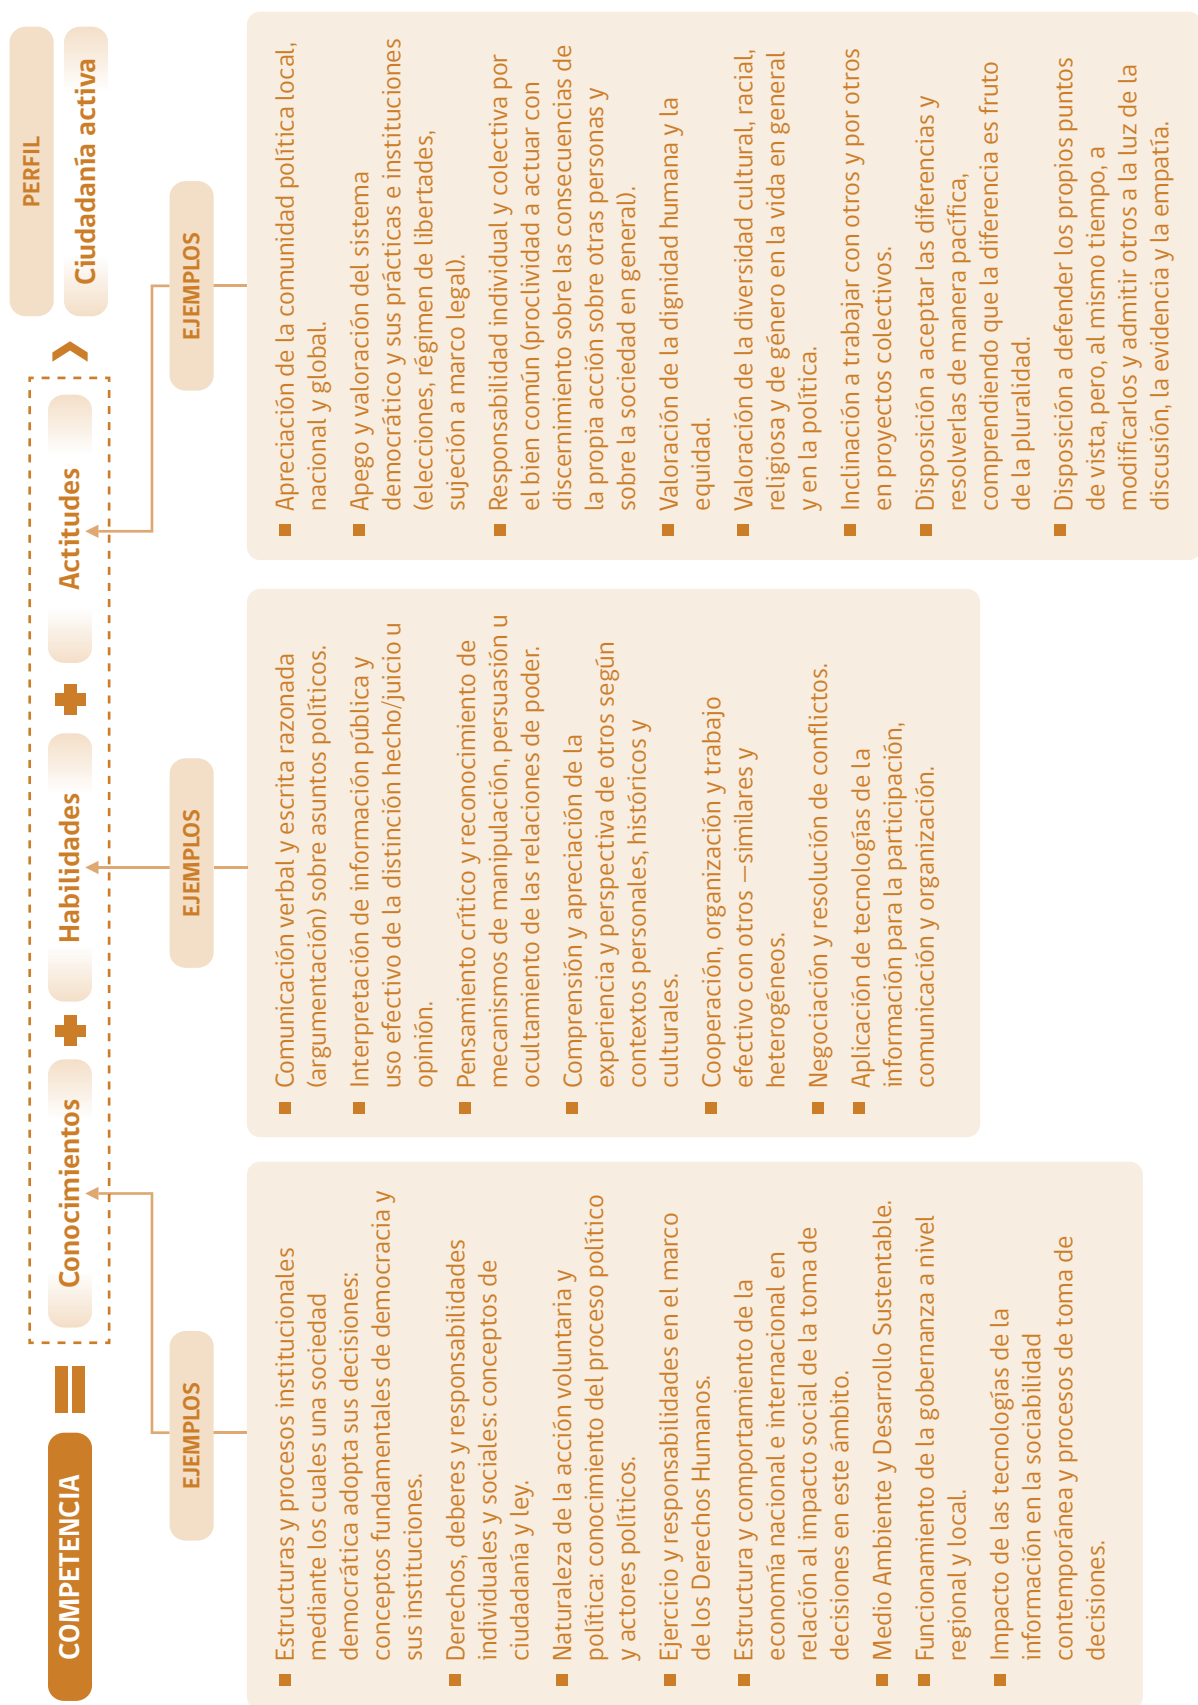 COMPETENCIA
Conocimientos
Habilidades
Actitudes
PERFIL
Ciudadanía activa
EJEMPLOS
■ Estructuras y procesos institucionales
mediante los cuales una sociedad
democrática adopta sus decisiones:
conceptos fundamentales de democracia y
sus instituciones.
■ Derechos, deberes y responsabilidades
individuales y sociales: conceptos de
ciudadanía y ley.
■ Naturaleza de la acción voluntaria y
política: conocimiento del proceso político
y actores políticos.
■ Ejercicio y responsabilidades en el marco
de los Derechos Humanos.
■ Estructura y comportamiento de la
economía nacional e internacional en
relación al impacto social de la toma de
decisiones en este ámbito.
■ Medio Ambiente y Desarrollo Sustentable.
■ Funcionamiento de la gobernanza a nivel
regional y local.
■ Impacto de las tecnologías de la
información en la sociabilidad
contemporánea y procesos de toma de
decisiones.
EJEMPLOS
■ Comunicación verbal y escrita razonada
(argumentación) sobre asuntos políticos.
■ Interpretación de información pública y
uso efectivo de la distinción hecho/juicio u
opinión.
■ Pensamiento crítico y reconocimiento de
mecanismos de manipulación, persuasión u
ocultamiento de las relaciones de poder.
■ Comprensión y apreciación de la
experiencia y perspectiva de otros según
contextos personales, históricos y
culturales.
■ Cooperación, organización y trabajo
efectivo con otros —similares y
heterogéneos.
■ Negociación y resolución de conflictos.
■ Aplicación de tecnologías de la
información para la participación,
comunicación y organización.
EJEMPLOS
■ Apreciación de la comunidad política local,
nacional y global.
■ Apego y valoración del sistema
democrático y sus prácticas e instituciones
(elecciones, régimen de libertades,
sujeción a marco legal).
■ Responsabilidad individual y colectiva por
el bien común (proclividad a actuar con
discernimiento sobre las consecuencias de
la propia acción sobre otras personas y
sobre la sociedad en general).
■ Valoración de la dignidad humana y la
equidad.
■ Valoración de la diversidad cultural, racial,
religiosa y de género en la vida en general
y en la política.
■ Inclinación a trabajar con otros y por otros
en proyectos colectivos.
■ Disposición a aceptar las diferencias y
resolverlas de manera pacífica,
comprendiendo que la diferencia es fruto
de la pluralidad.
■ Disposición a defender los propios puntos
de vista, pero, al mismo tiempo, a
modificarlos y admitir otros a la luz de la
discusión, la evidencia y la empatía.